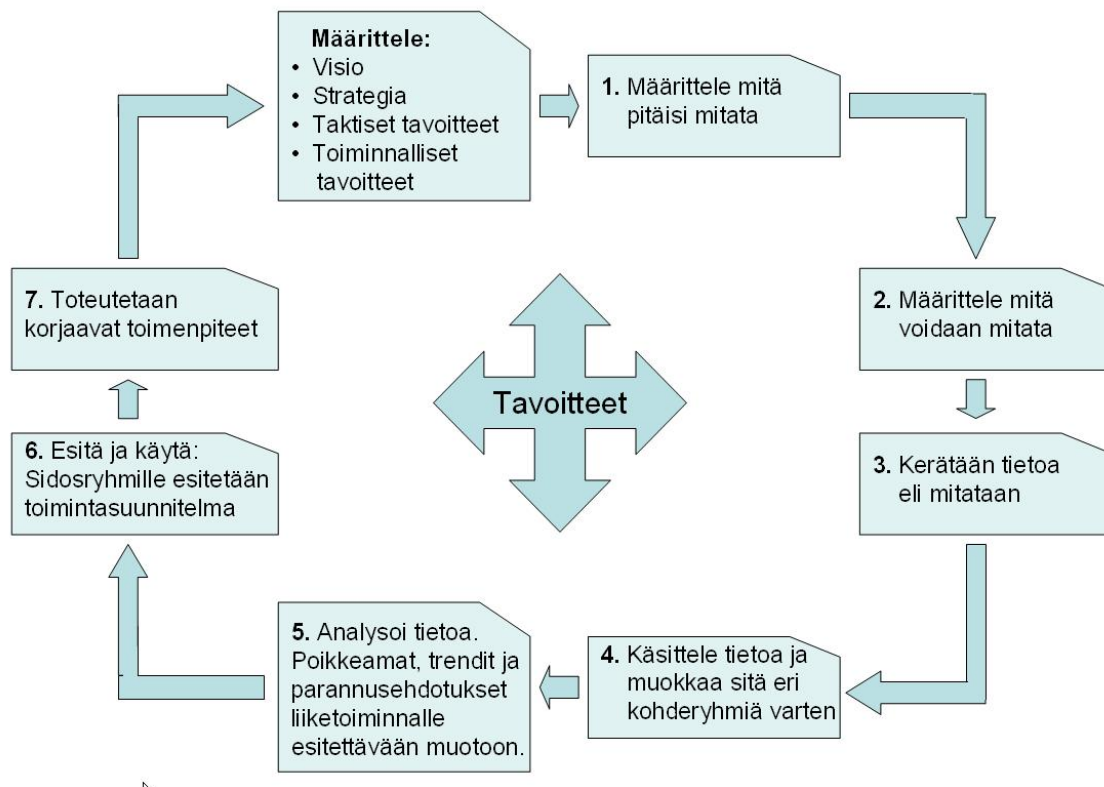 Määrittele:
• Visio
• Strategia
• Taktiset tavoitteet
• Toiminnalliset
tavoitteet
1. Määrittele mitä
pitäisi mitata
2. Määrittele mitä
voidaan mitata
3. Kerätään tietoa
eli mitataan
4. Käsittele tietoa ja
muokkaa sitä eri
kohderyhmiä varten
5. Analysoi tietoa.
Poikkeamat, trendit ja
parannusehdotukset
liiketoiminnalle
esitettävään muotoon.
6. Esitä ja käytä:
Sidosryhmille esitetään
toimintasuunnitelma
7. Toteutetaan
korjaavat toimenpiteet
Tavoitteet